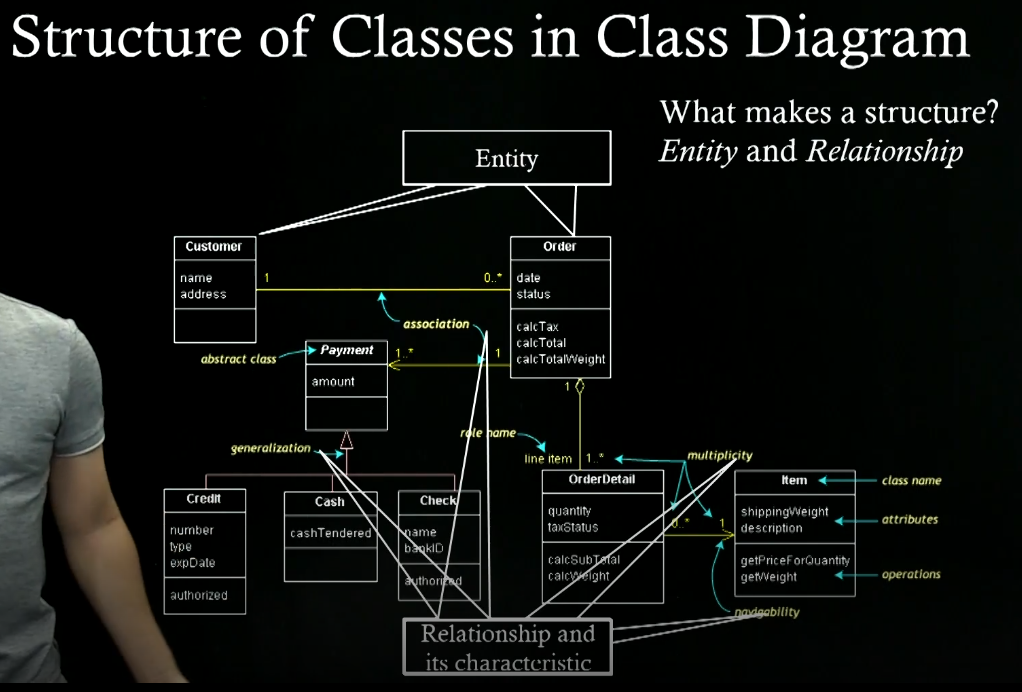 Structure of Classes in Class Diagram
What makes a structure?
Entity and Relationship
Entity
Customer
name
address
1
0..*
Order
date
status
calcTax
calcTotal
calcTotalWeight
association
abstract class
Payment
amount
1..*
1
1
generalization
role name
line item
1..*
multiplicity
Credit
number
type
expDate
authorized
Cash
cashTendered
Check
name
bankID
authorized
OrderDetail
quantity
taxStatus
calcSubTotal
calcWeight
0..*
1
Item
shippingWeight
description
getPriceForQuantity
getWeight
class name
attributes
operations
navigability
Relationship and
its characteristic